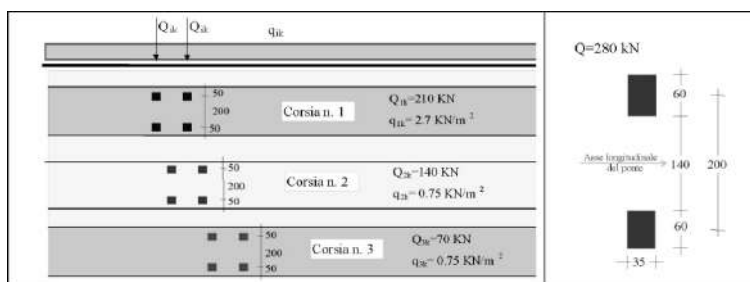 Q₁ₖ Q₁ₖ q₁ₖ
50
200
50
Corsia n. 1
Q₁ₖ=210 KN
q₁ₖ= 2.7 KN/m ²
50
200
50
Corsia n. 2
Q₂ₖ=140 KN
q₂ₖ= 0.75 KN/m ²
50
200
50
Corsia n. 3
Q₃ₖ=70 KN
q₃ₖ= 0.75 KN/m ²
Q=280 kN
60
Asse longitudinale
del ponte
140
200
60
35